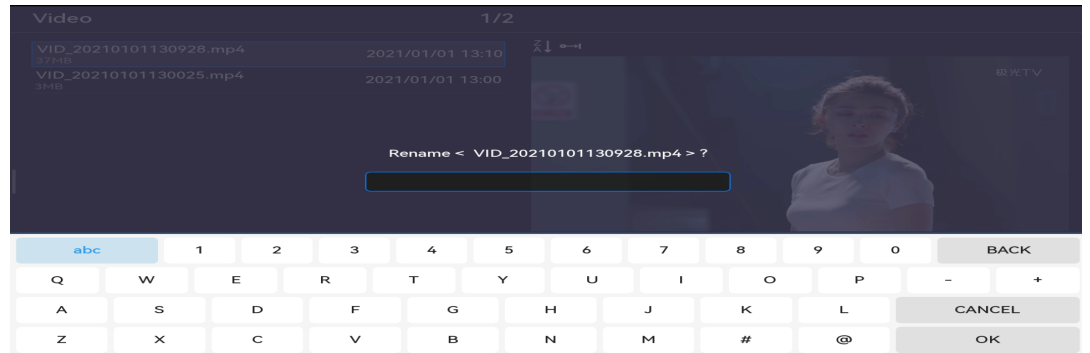 Video 1/2
VID_20210101130928.mp4 2021/01/01 13:10
37MB
VID_20210101130025.mp4 2021/01/01 13:00
3MB
极光TV
Rename < VID_20210101130928.mp4 > ?
abc 1 2 3 4 5 6 7 8 9 0 BACK
Q W E R T Y U I O P - +
A S D F G H J K L CANCEL
Z X C V B N M # @ OK